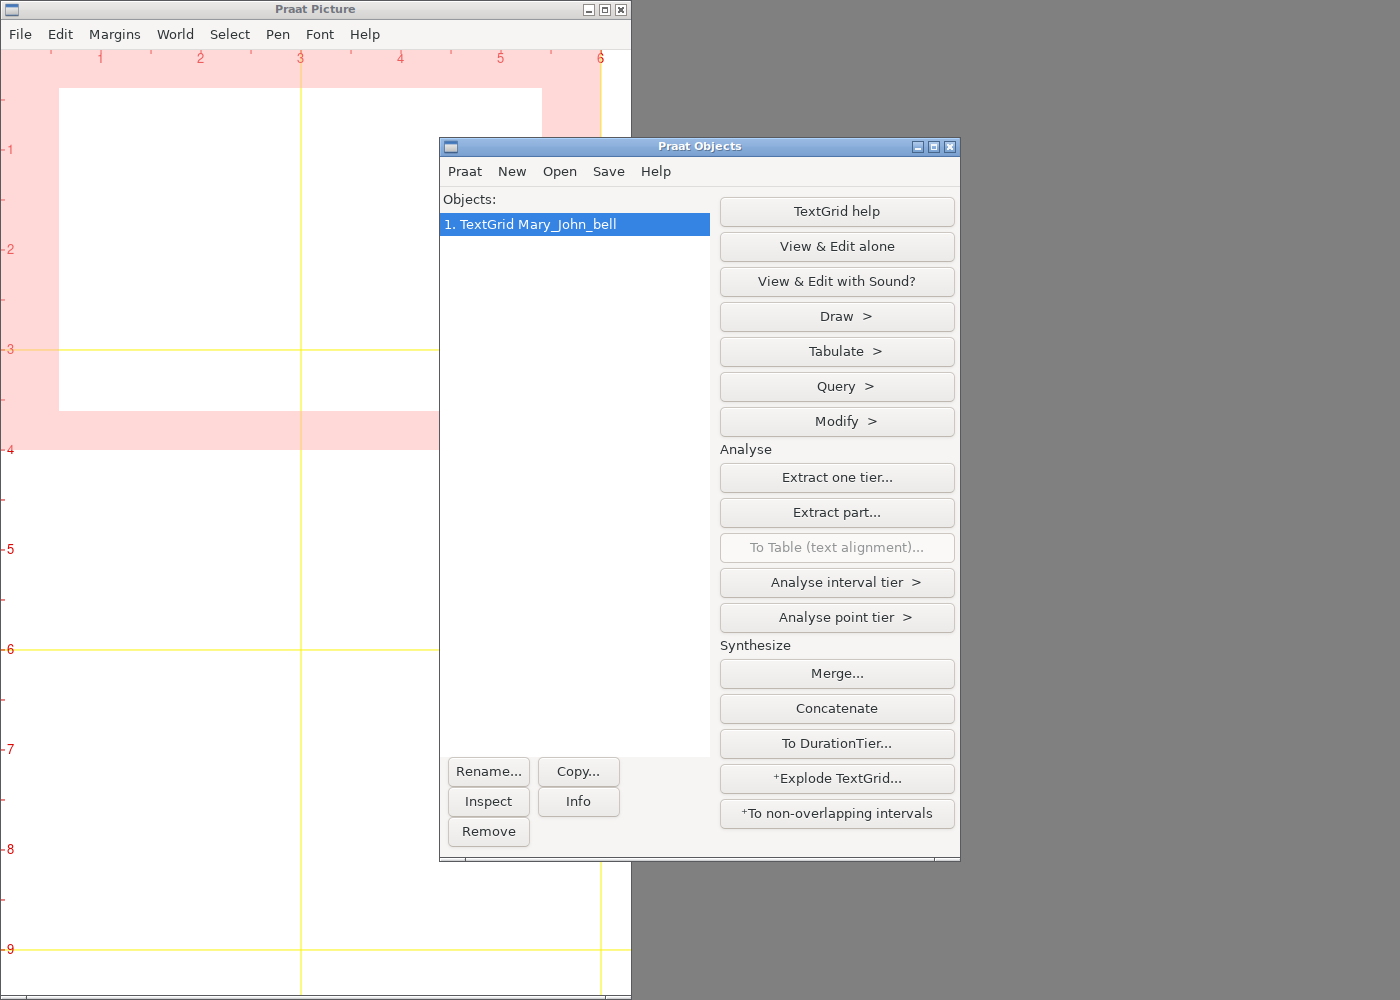 Praat Picture
File Edit Margins World Select Pen Font Help
1 2 3 4 5 6
1
2
3
4
5
6
7
8
9
Praat Objects
Praat New Open Save Help
Objects:
1. TextGrid Mary_John_bell
Rename... Copy...
Inspect Info
Remove
TextGrid help
View & Edit alone
View & Edit with Sound?
Draw >
Tabulate >
Query >
Modify >
Analyse
Extract one tier...
Extract part...
To Table (text alignment)...
Analyse interval tier >
Analyse point tier >
Synthesize
Merge...
Concatenate
To DurationTier...
⁺Explode TextGrid...
⁺To non-overlapping intervals